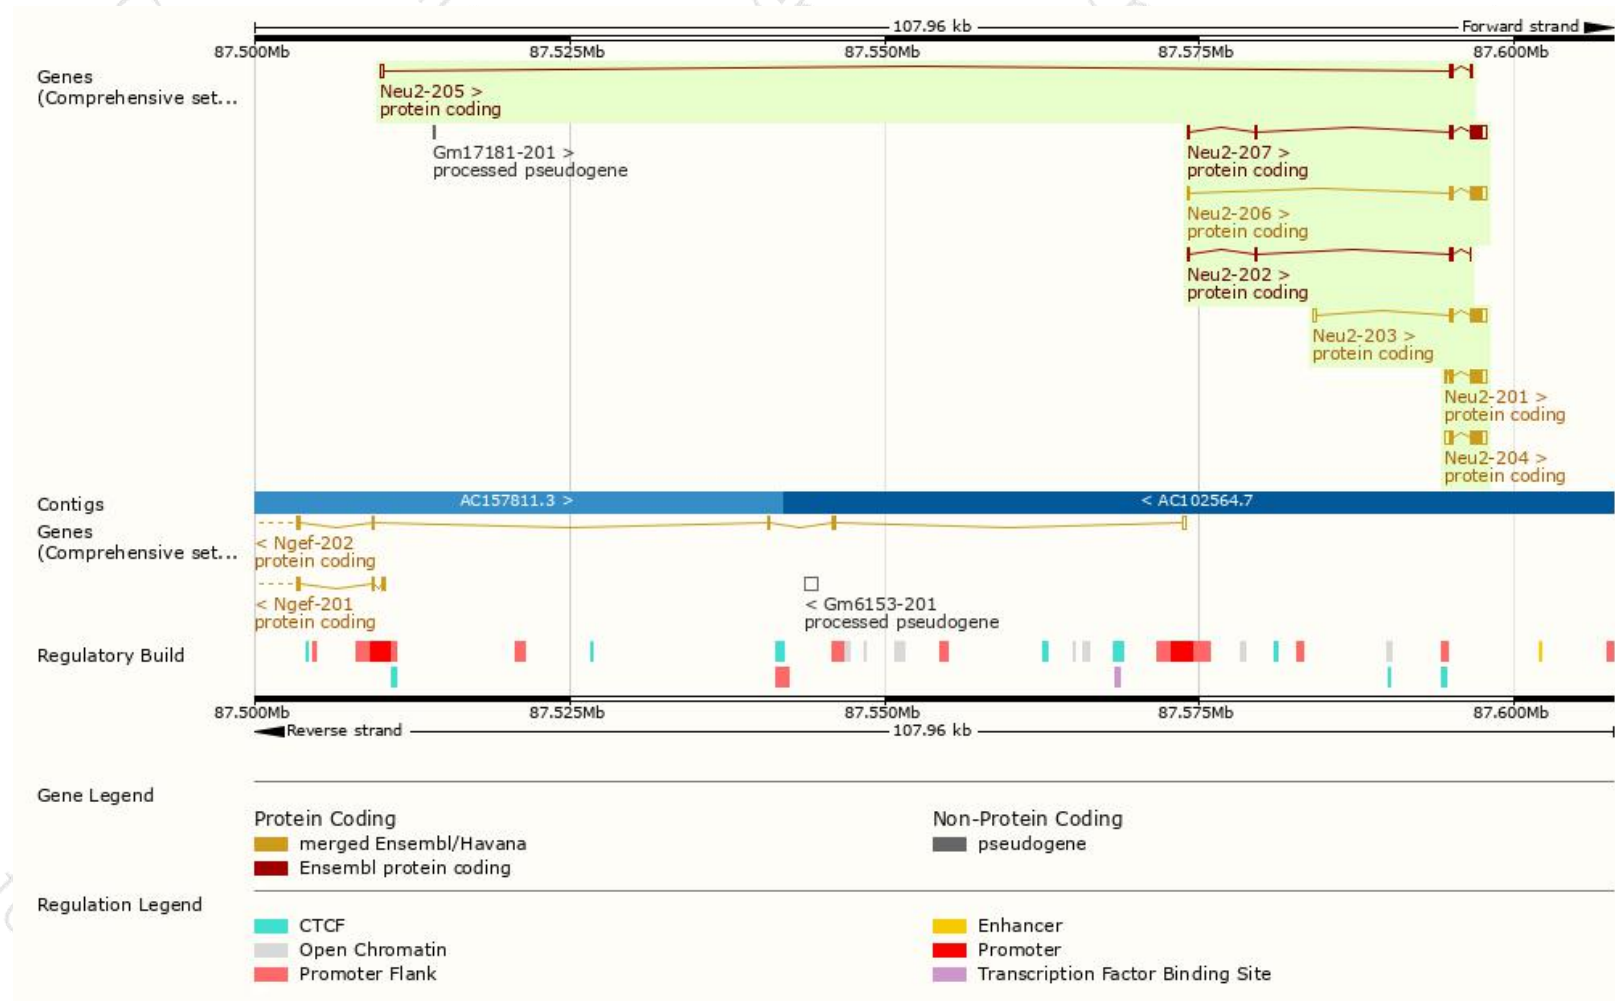 107.96 kb Forward strand
87.500Mb 87.525Mb 87.550Mb 87.575Mb 87.600Mb
Genes
(Comprehensive set...
Neu2-205 >
protein coding
Gm17181-201 >
processed pseudogene
Neu2-207 >
protein coding
Neu2-206 >
protein coding
Neu2-202 >
protein coding
Neu2-203 >
protein coding
Neu2-201 >
protein coding
Neu2-204 >
protein coding
Contigs AC157811.3 > < AC102564.7
Genes
(Comprehensive set...
< Ngef-202
protein coding
< Ngef-201
protein coding
< Gm6153-201
processed pseudogene
Regulatory Build
87.500Mb 87.525Mb 87.550Mb 87.575Mb 87.600Mb
Reverse strand 107.96 kb
Gene Legend
Protein Coding
merged Ensembl/Havana
Ensembl protein coding
Non-Protein Coding
pseudogene
Regulation Legend
CTCF
Open Chromatin
Promoter Flank
Enhancer
Promoter
Transcription Factor Binding Site